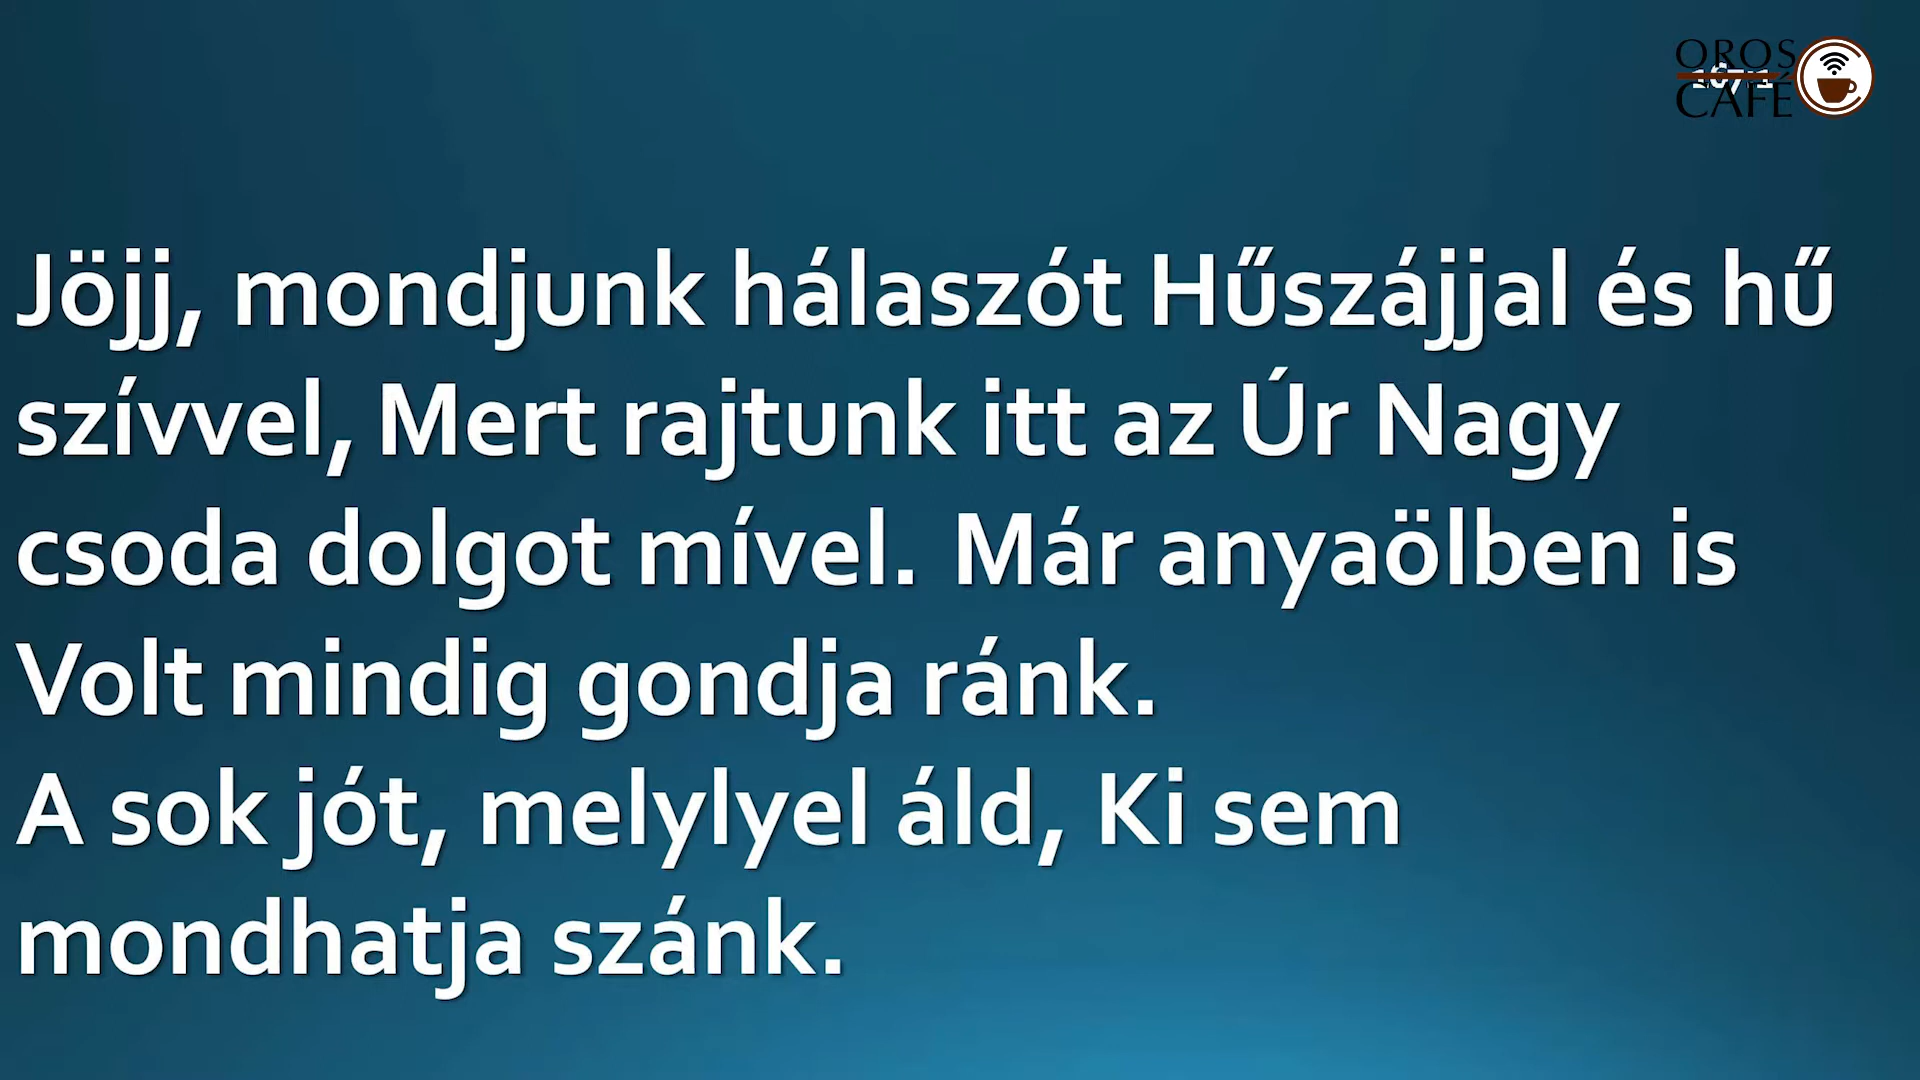 OROS
CAFÉ
Jöjj, mondjunk hálaszót Hűszájjal és hű
szívvel, Mert rajtunk itt az Úr Nagy
csoda dolgot mível. Már anyaölben is
Volt mindig gondja ránk.
A sok jót, melylyel áld, Ki sem
mondhatja szánk.